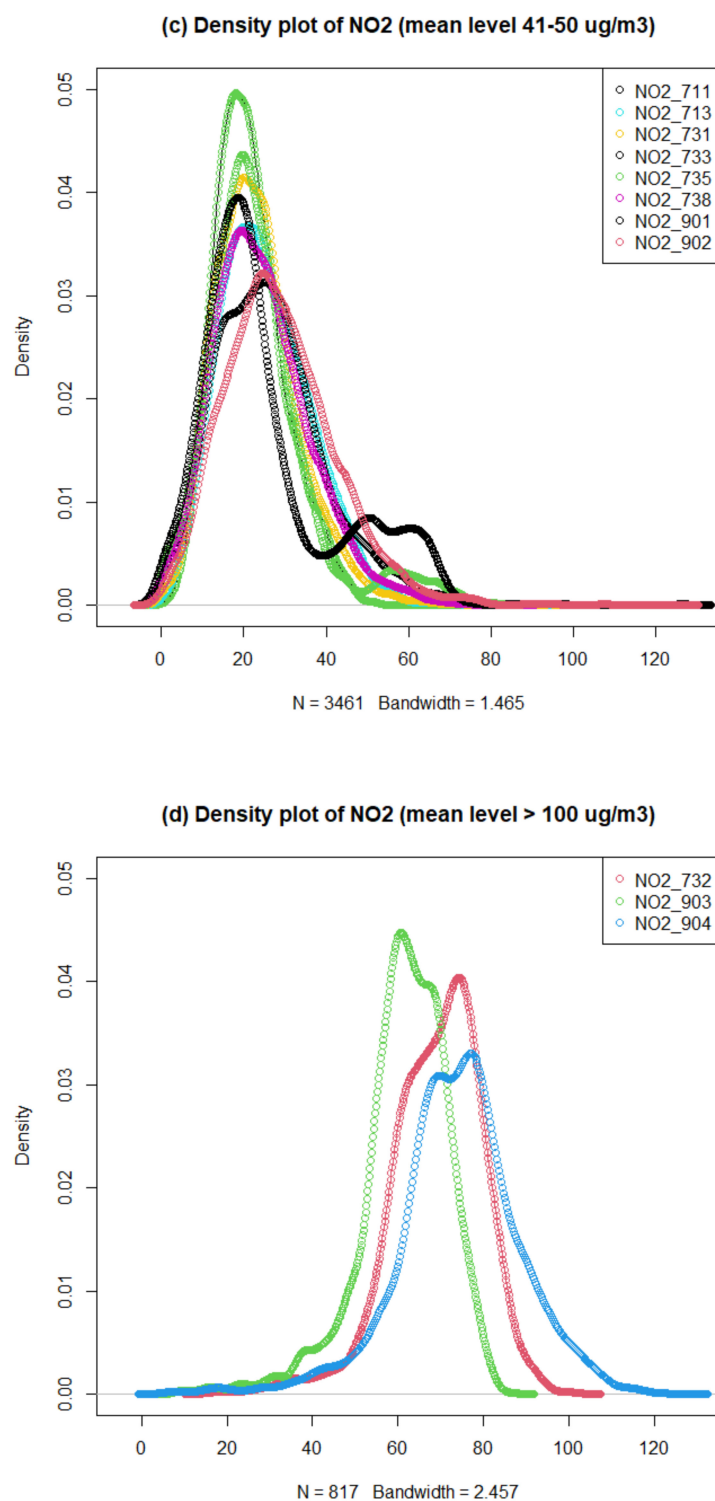 (c) Density plot of NO2 (mean level 41-50 ug/m3)
0.05
0.04
0.03
0.02
0.01
0.00
Density
NO2_711
NO2_713
NO2_731
NO2_733
NO2_735
NO2_738
NO2_901
NO2_902
0 20 40 60 80 100 120
N = 3461 Bandwidth = 1.465
(d) Density plot of NO2 (mean level > 100 ug/m3)
0.05
0.04
0.03
0.02
0.01
0.00
Density
NO2_732
NO2_903
NO2_904
0 20 40 60 80 100 120
N = 817 Bandwidth = 2.457